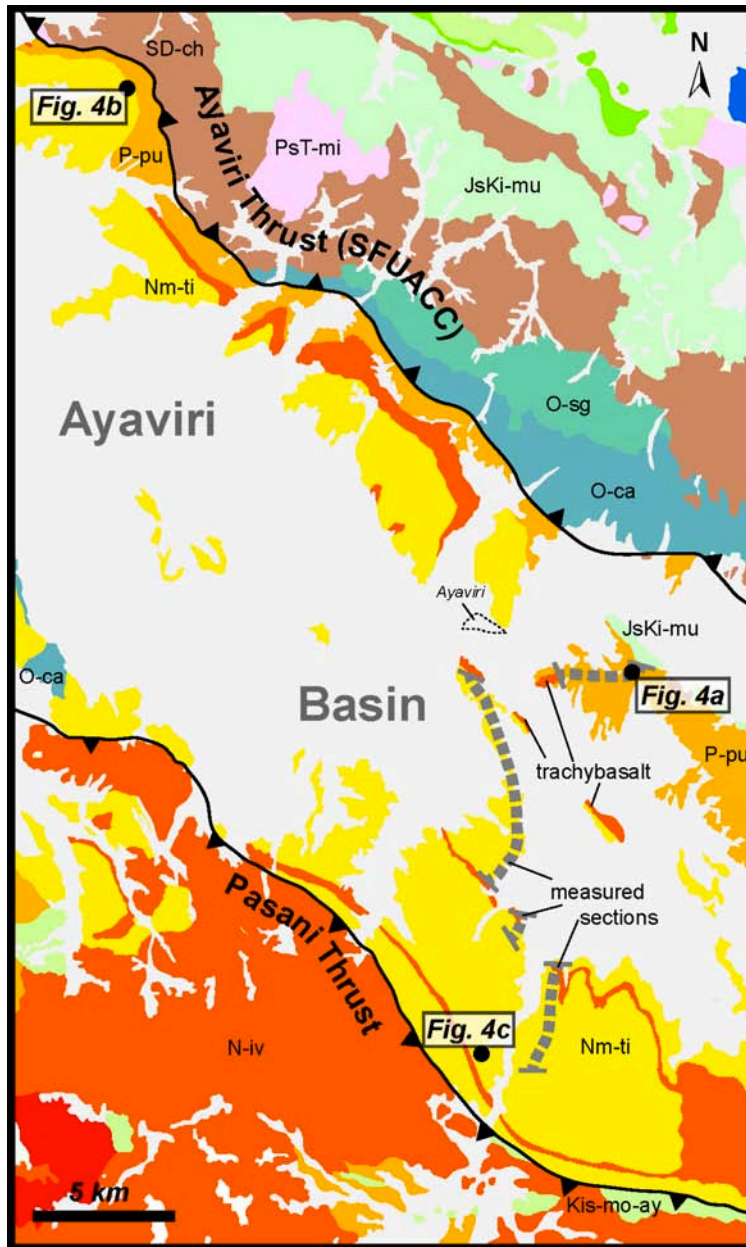 SD-ch
N
Fig. 4b
P-pu
PsT-mi
JsKi-mu
Ayaviri Thrust (SFUACC)
Nm-ti
Ayaviri
O-sg
O-ca
Ayaviri
JsKi-mu
O-ca
Basin
Fig. 4a
P-pu
trachybasalt
measured
sections
Pasani Thrust
Fig. 4c
N-iv
Nm-ti
5 km
Kis-mo-ay